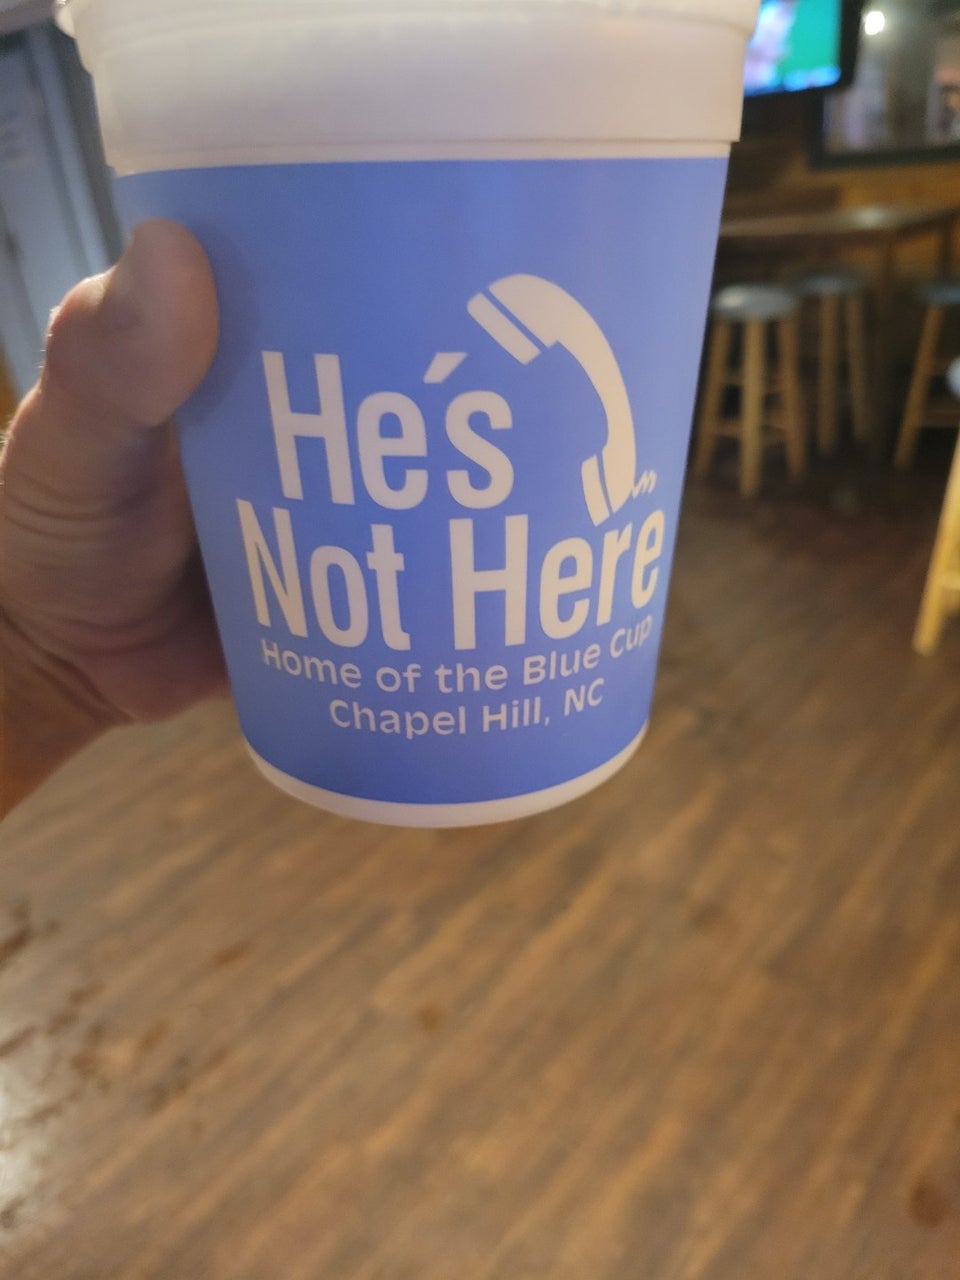 He's
Not Here
Home of the Blue Cup
Chapel Hill, NC